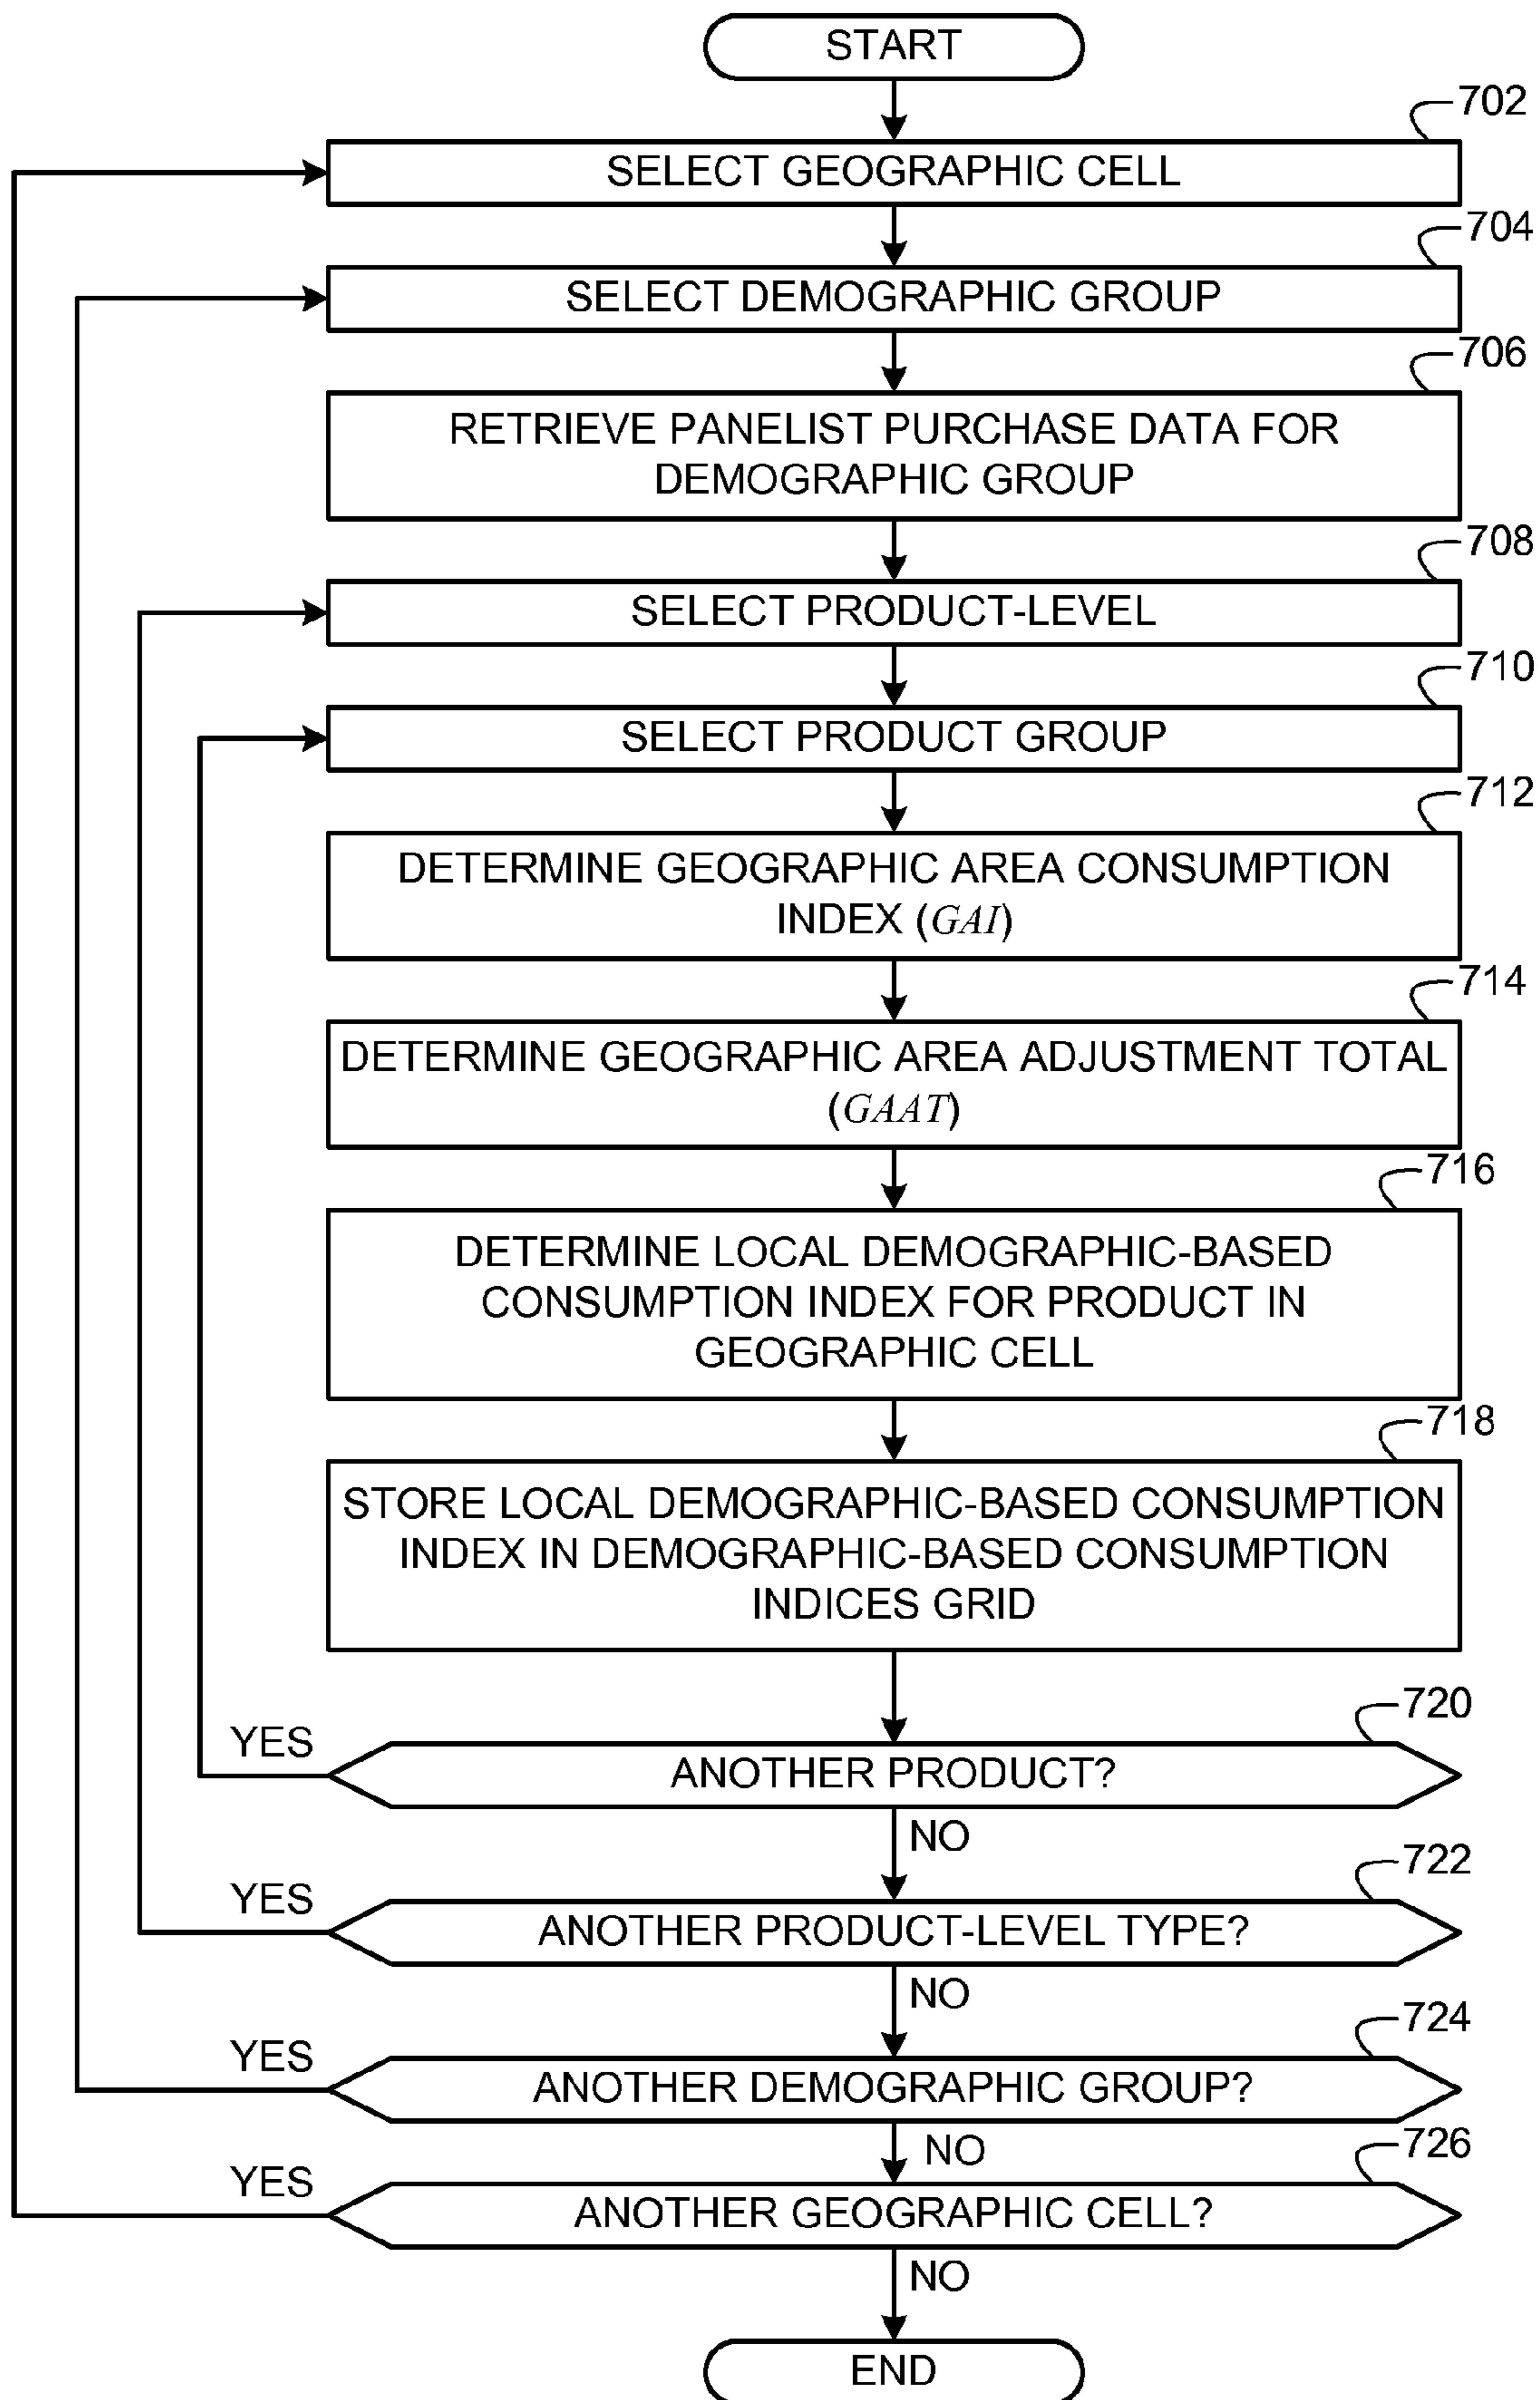 START
702
SELECT GEOGRAPHIC CELL
704
SELECT DEMOGRAPHIC GROUP
706
RETRIEVE PANELIST PURCHASE DATA FOR
DEMOGRAPHIC GROUP
708
SELECT PRODUCT-LEVEL
710
SELECT PRODUCT GROUP
712
DETERMINE GEOGRAPHIC AREA CONSUMPTION
INDEX (GAI)
714
DETERMINE GEOGRAPHIC AREA ADJUSTMENT TOTAL
(GAAT)
716
DETERMINE LOCAL DEMOGRAPHIC-BASED
CONSUMPTION INDEX FOR PRODUCT IN
GEOGRAPHIC CELL
718
STORE LOCAL DEMOGRAPHIC-BASED CONSUMPTION
INDEX IN DEMOGRAPHIC-BASED CONSUMPTION
INDICES GRID
720
YES
ANOTHER PRODUCT?
NO
722
YES
ANOTHER PRODUCT-LEVEL TYPE?
NO
724
YES
ANOTHER DEMOGRAPHIC GROUP?
NO
726
YES
ANOTHER GEOGRAPHIC CELL?
NO
END